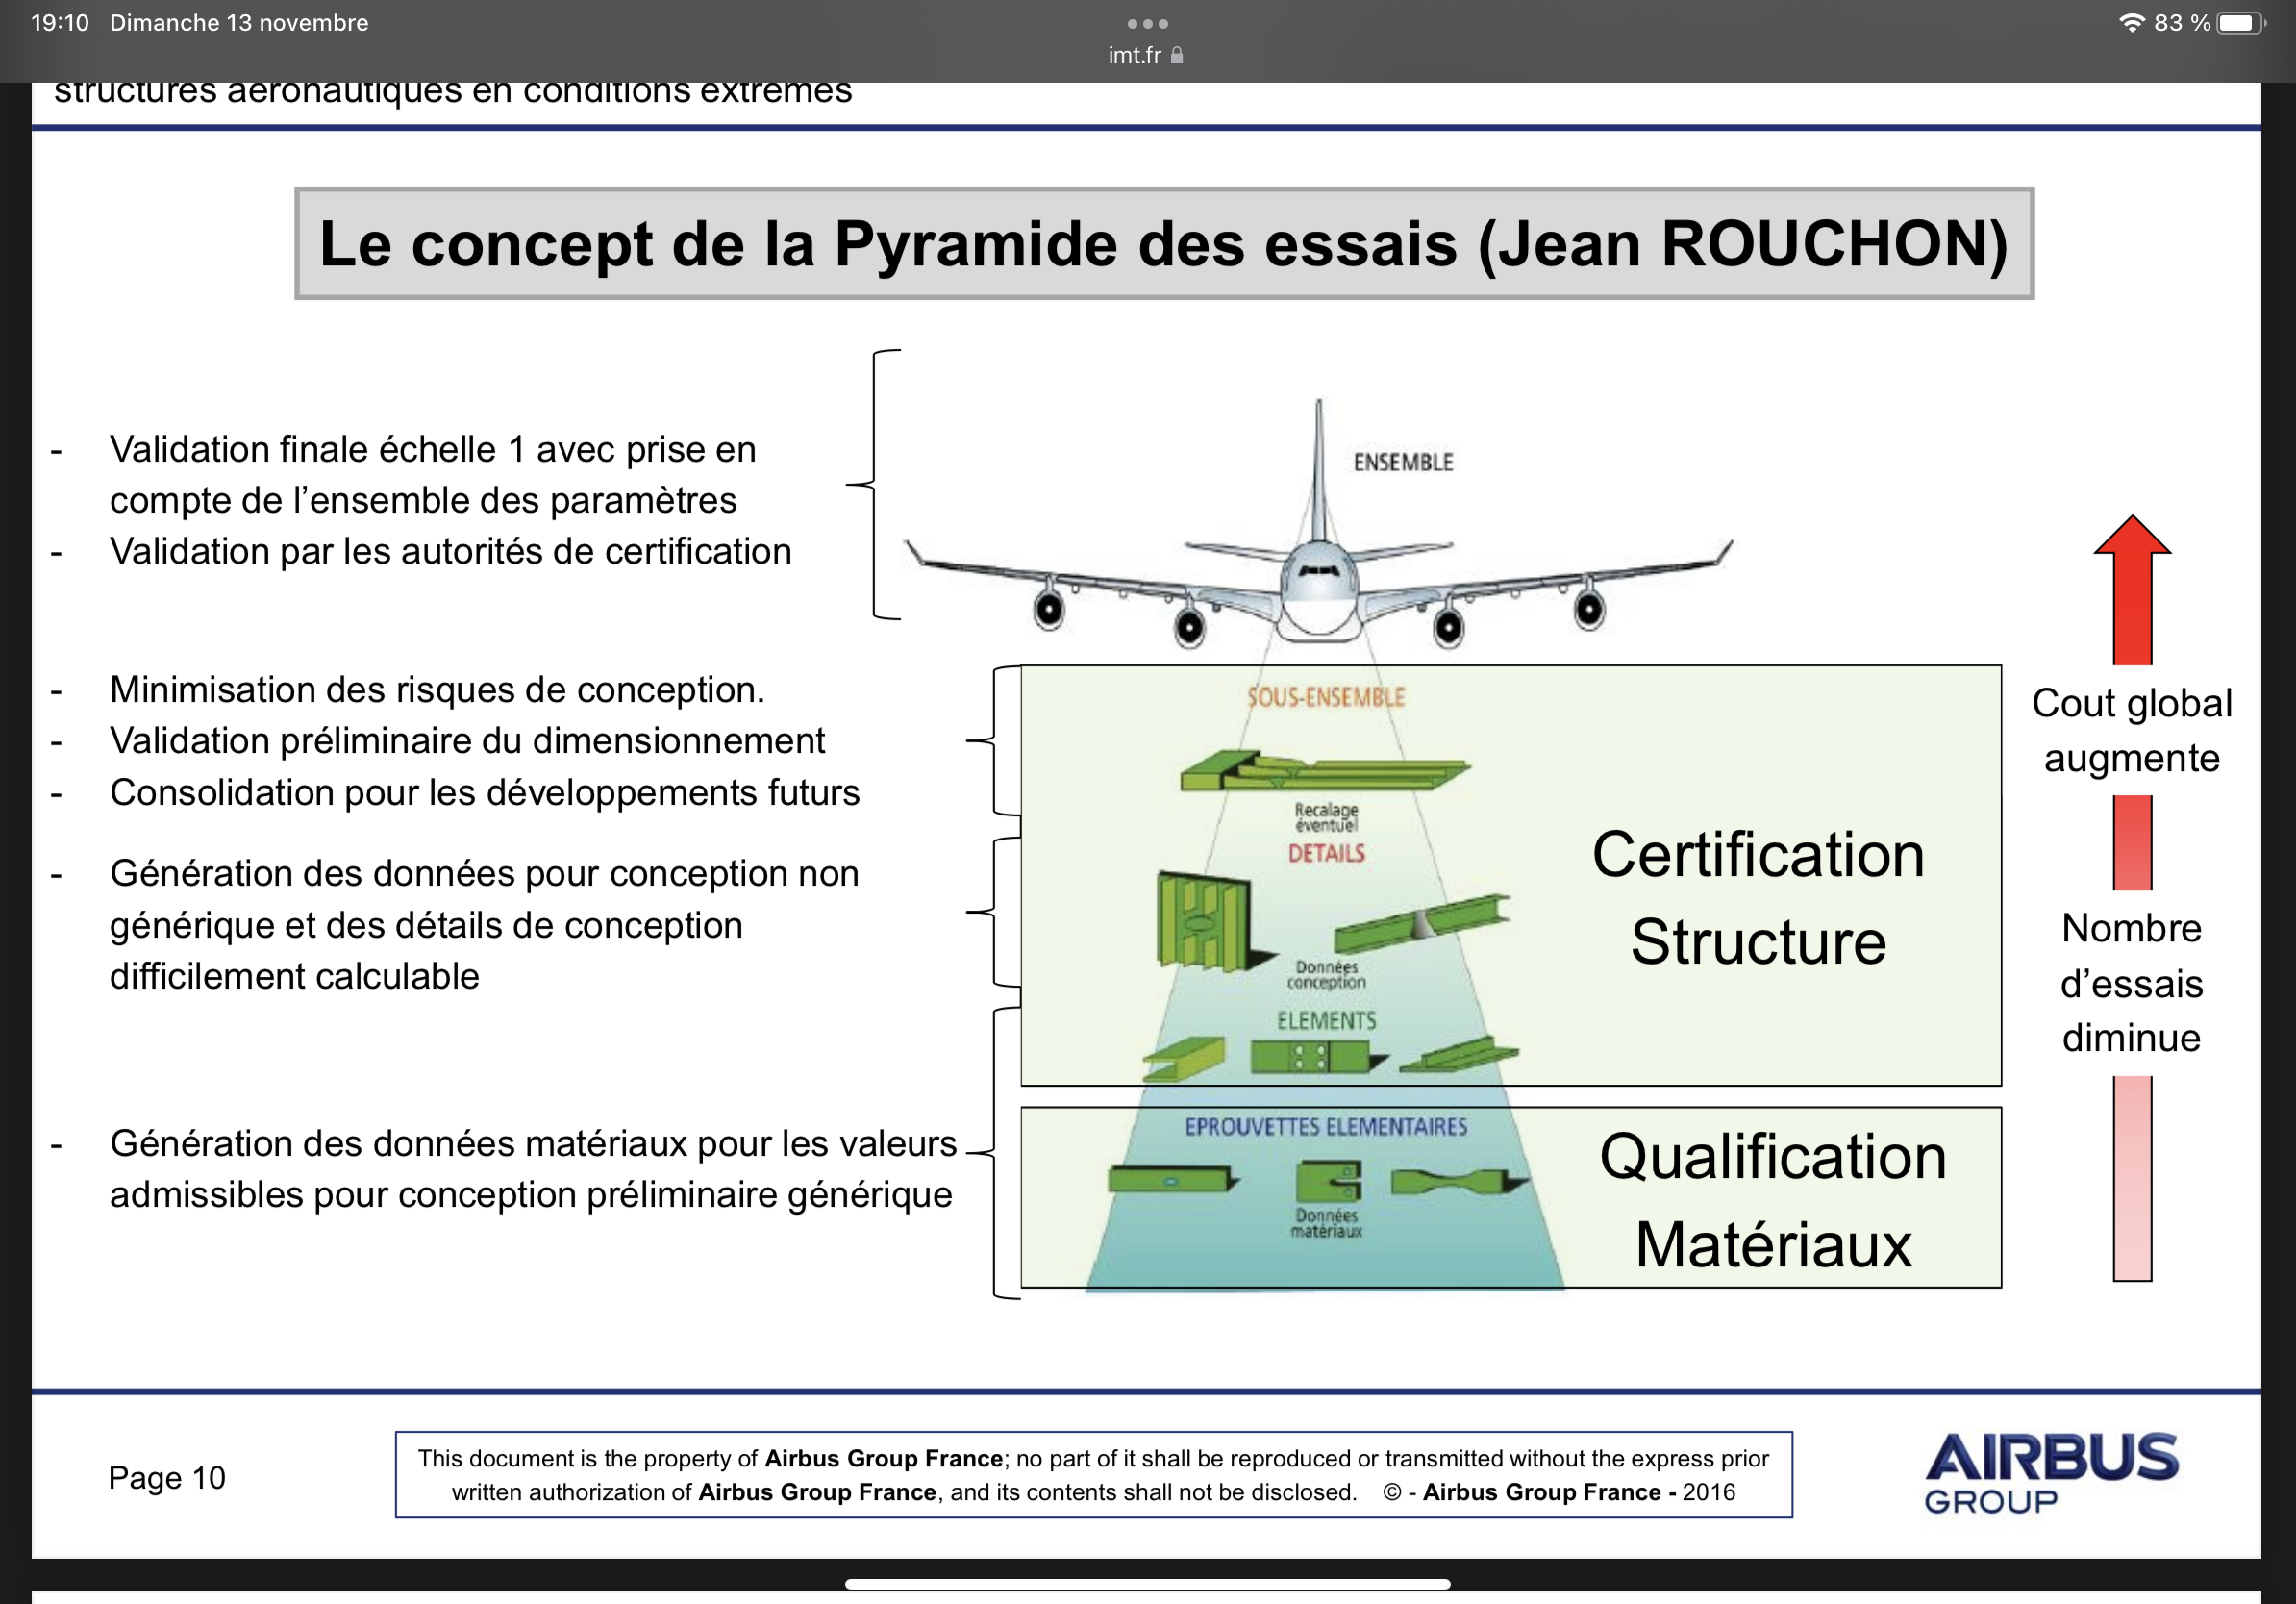 19:10 Dimanche 13 novembre
imt.fr
83 %
structures aéronautiques en conditions extrêmes
Le concept de la Pyramide des essais (Jean ROUCHON)
- Validation finale échelle 1 avec prise en
compte de l’ensemble des paramètres
- Validation par les autorités de certification
- Minimisation des risques de conception.
- Validation préliminaire du dimensionnement
- Consolidation pour les développements futurs
- Génération des données pour conception non
générique et des détails de conception
difficilement calculable
- Génération des données matériaux pour les valeurs
admissibles pour conception préliminaire générique
ENSEMBLE
SOUS-ENSEMBLE
Recalage
éventuel
DETAILS
Données
conception
ELEMENTS
EPROUVETTES ELEMENTAIRES
Données
matériaux
Certification
Structure
Qualification
Matériaux
Cout global
augmente
Nombre
d’essais
diminue
Page 10
This document is the property of Airbus Group France; no part of it shall be reproduced or transmitted without the express prior
written authorization of Airbus Group France, and its contents shall not be disclosed. © - Airbus Group France - 2016
AIRBUS
GROUP